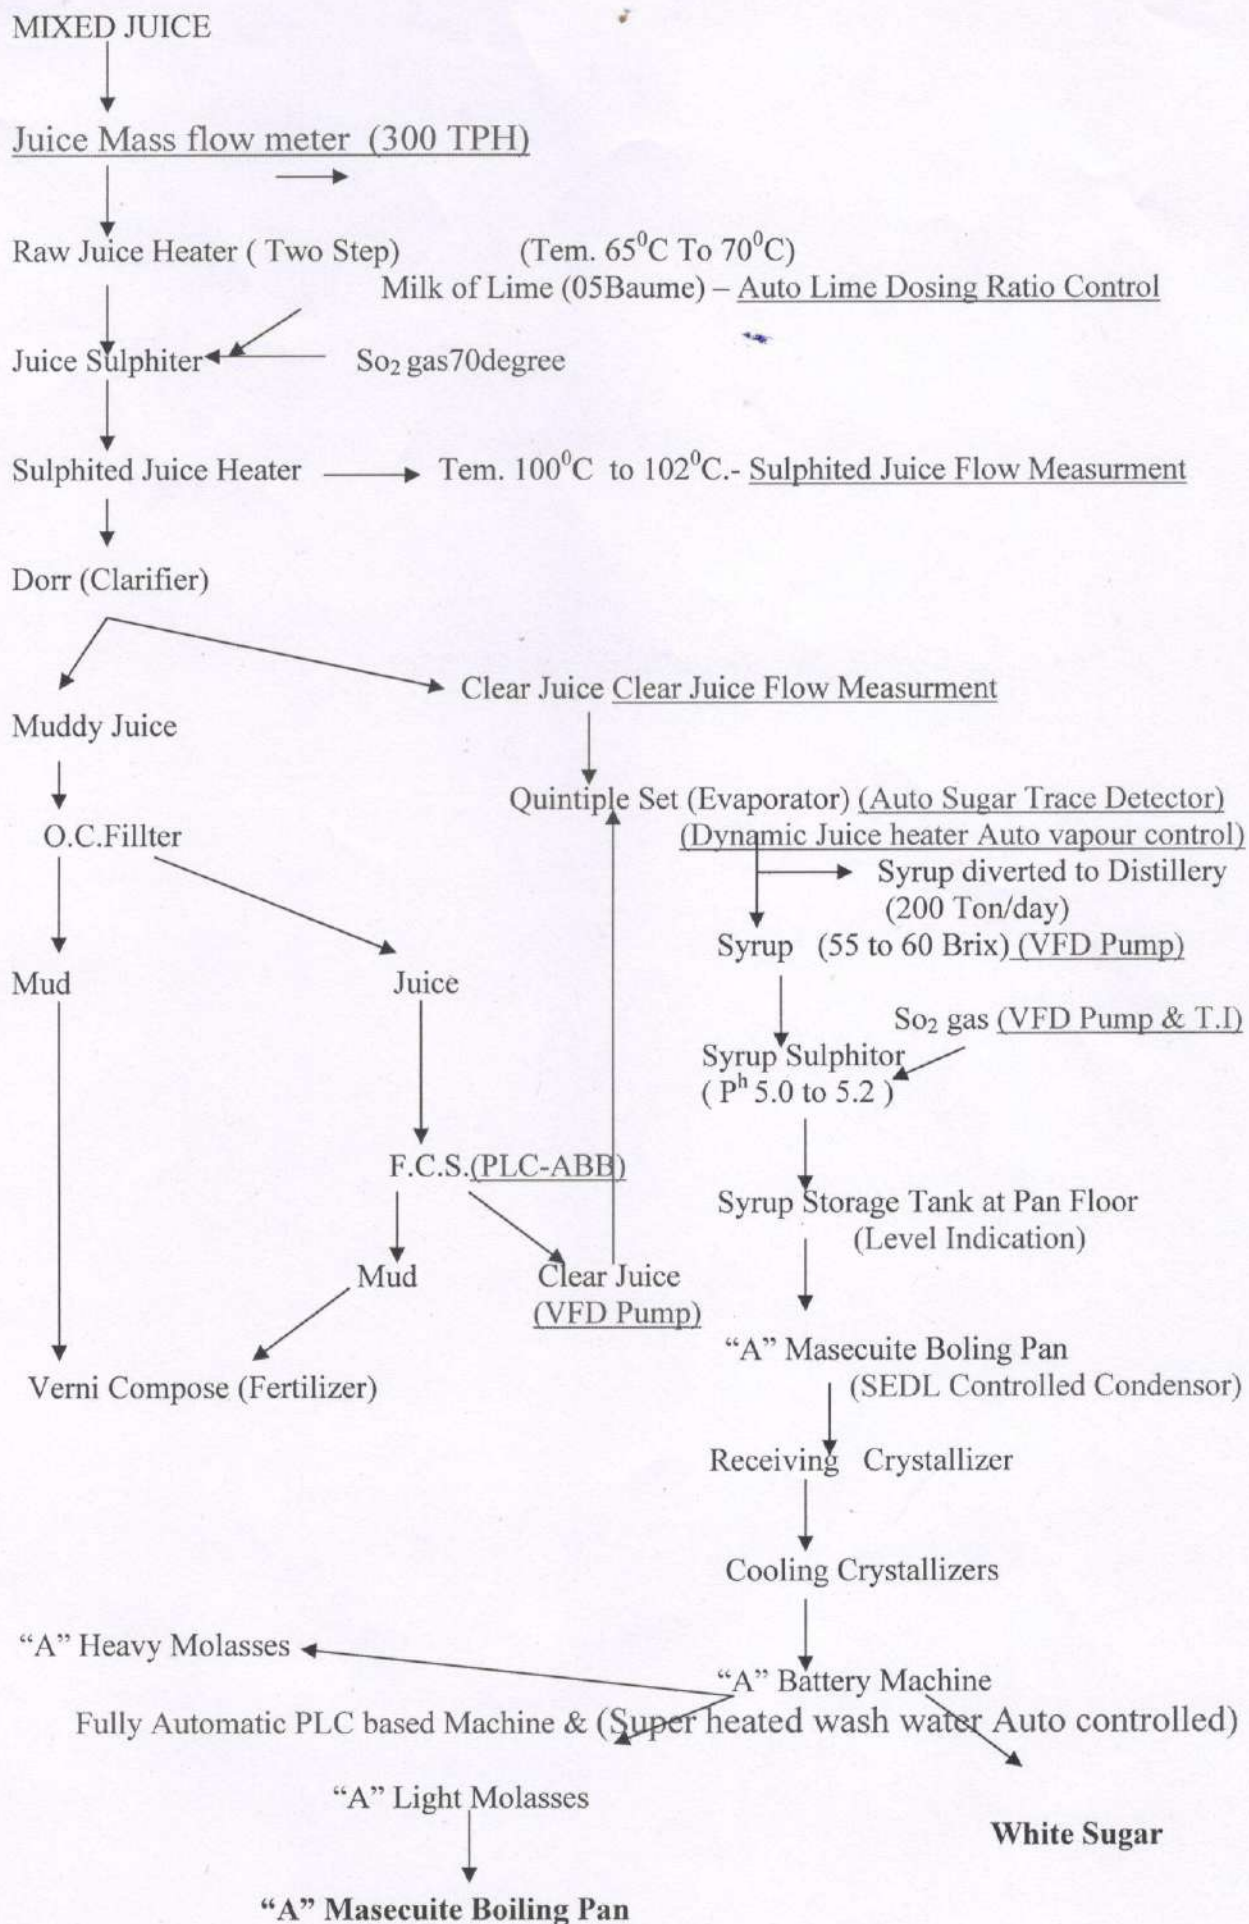 MIXED JUICE
Juice Mass flow meter (300 TPH)
Raw Juice Heater ( Two Step) (Tem. 65⁰C To 70⁰C)
Milk of Lime (05Baume) – Auto Lime Dosing Ratio Control
Juice Sulphiter So₂ gas70degree
Sulphited Juice Heater Tem. 100⁰C to 102⁰C.- Sulphited Juice Flow Measurment
Dorr (Clarifier)
Clear Juice Clear Juice Flow Measurment
Muddy Juice
Quintiple Set (Evaporator) (Auto Sugar Trace Detector)
O.C.Fillter (Dynamic Juice heater Auto vapour control)
Syrup diverted to Distillery
(200 Ton/day)
Syrup (55 to 60 Brix) (VFD Pump)
Mud Juice
So₂ gas (VFD Pump & T.I)
Syrup Sulphitor
( Pʰ 5.0 to 5.2 )
F.C.S.(PLC-ABB)
Syrup Storage Tank at Pan Floor
(Level Indication)
Mud Clear Juice
(VFD Pump)
“A” Masecuite Boling Pan
Verni Compose (Fertilizer) (SEDL Controlled Condensor)
Receiving Crystallizer
Cooling Crystallizers
“A” Heavy Molasses
“A” Battery Machine
Fully Automatic PLC based Machine & (Super heated wash water Auto controlled)
“A” Light Molasses
White Sugar
“A” Masecuite Boiling Pan